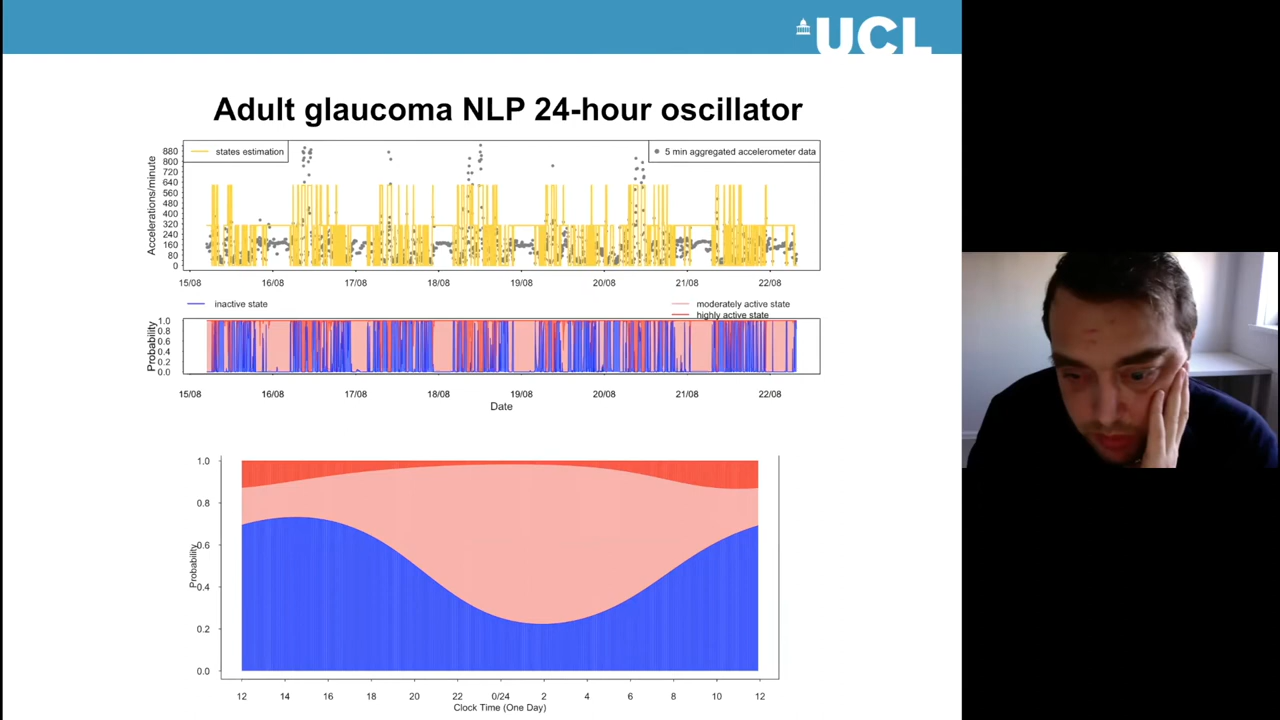 UCL
Adult glaucoma NLP 24-hour oscillator
states estimation
5 min aggregated accelerometer data
Accelerations/minute
880
800
720
640
560
480
400
320
240
160
80
0
15/08 16/08 17/08 18/08 19/08 20/08 21/08 22/08
inactive state
moderately active state
highly active state
Probability
1.0
0.8
0.6
0.4
0.2
0.0
15/08 16/08 17/08 18/08 19/08 20/08 21/08 22/08
Date
Probability
1.0
0.8
0.6
0.4
0.2
0.0
12 14 16 18 20 22 0/24 2 4 6 8 10 12
Clock Time (One Day)